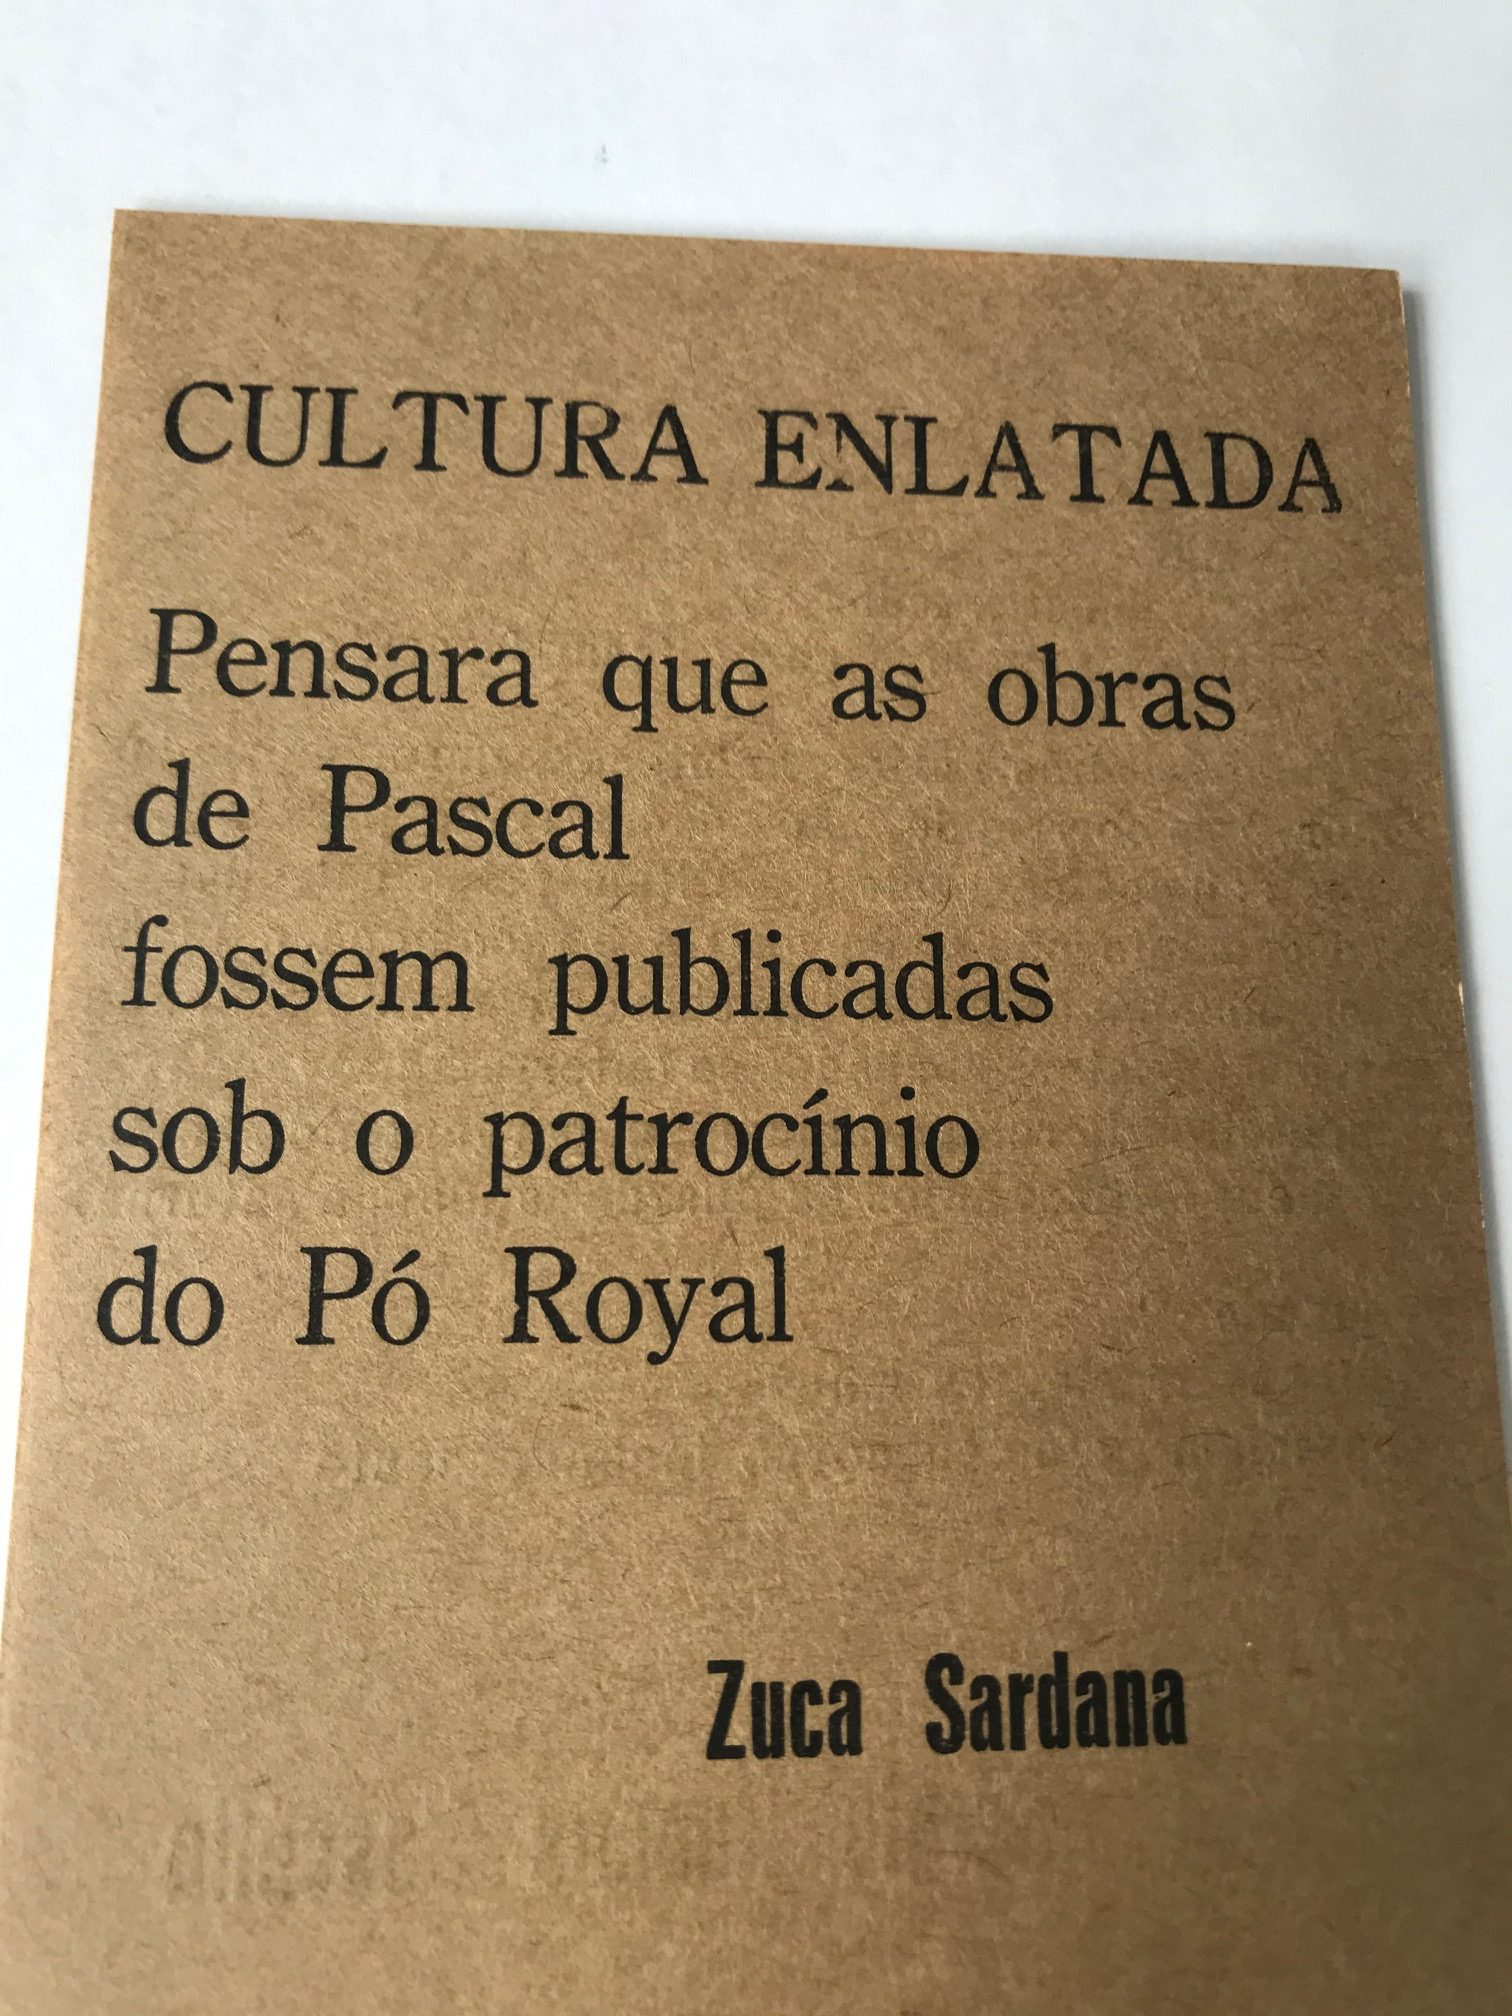 CULTURA ENLATADA
Pensara que as obras
de Pascal
fossem publicadas
sob o patrocínio
do Pó Royal
Zuca Sardana